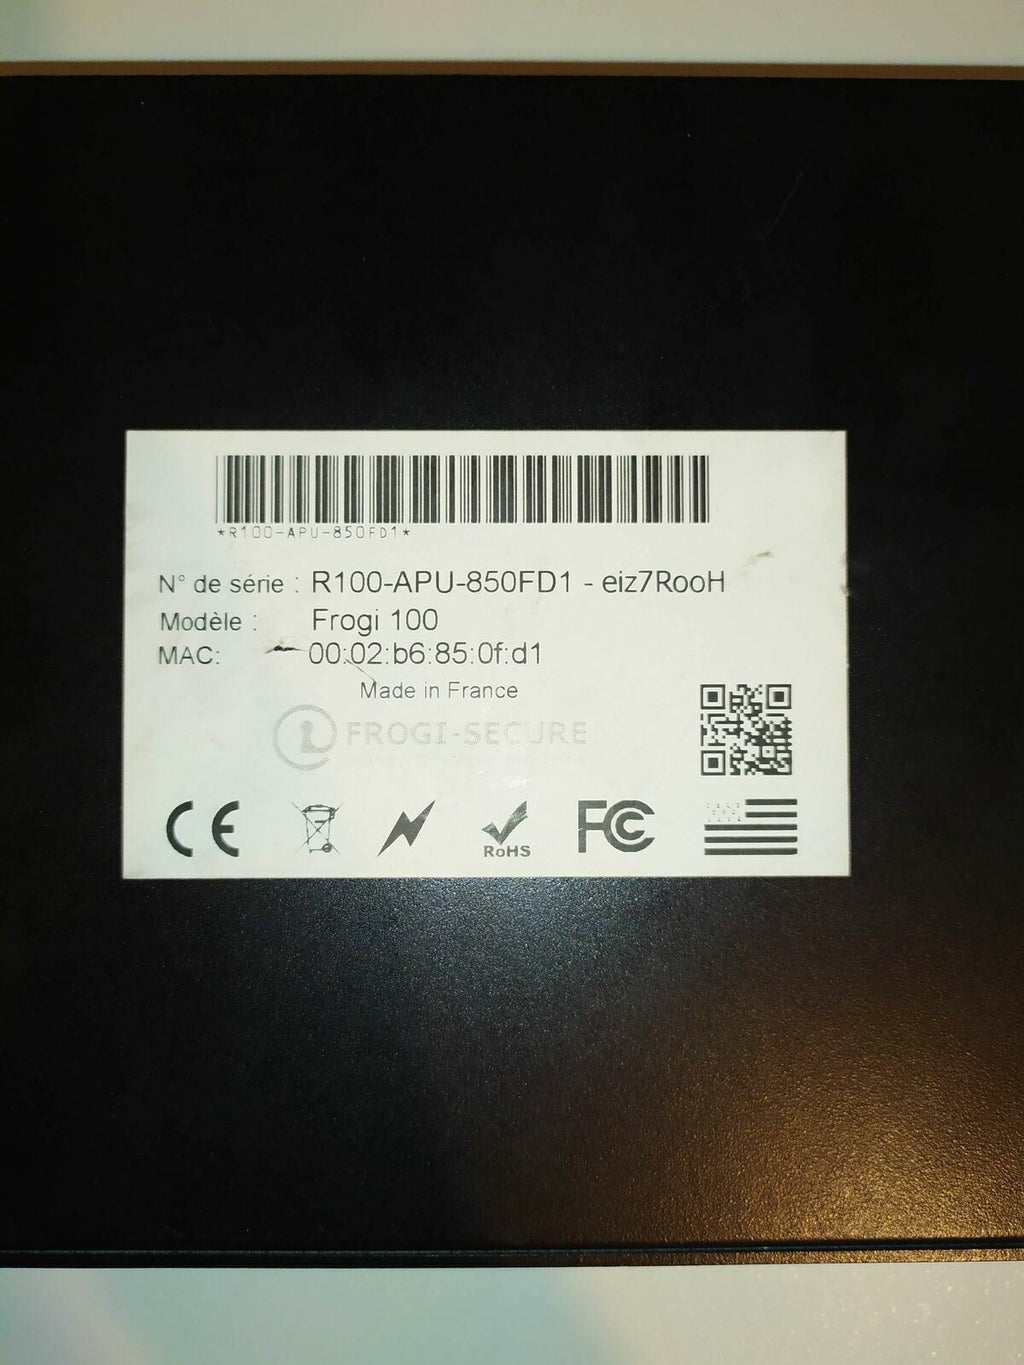 *R100-APU-850FD1*
N° de série : R100-APU-850FD1 - eiz7RooH
Modèle : Frogi 100
MAC: 00:02:b6:85:0f:d1
Made in France
FROGI-SECURE
CE
RoHS
FC